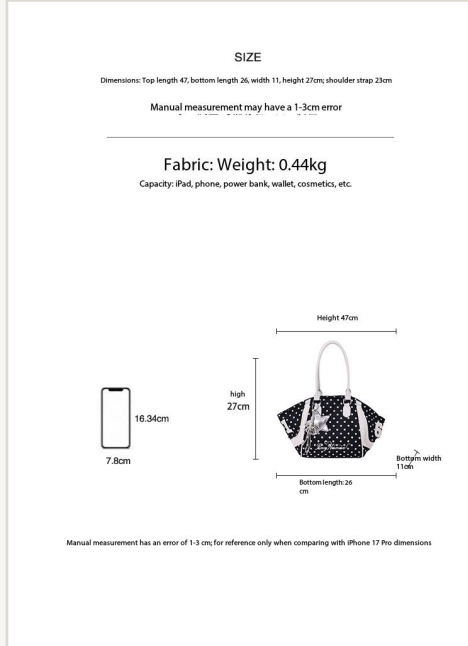 SIZE
Dimensions: Top length 47, bottom length 26, width 11, height 27cm; shoulder strap 23cm
Manual measurement may have a 1-3cm error
Fabric: Weight: 0.44kg
Capacity: iPad, phone, power bank, wallet, cosmetics, etc.
Height 47cm
high
27cm
16.34cm
7.8cm
Bottom width
11cm
Bottom length: 26
cm
Manual measurement has an error of 1-3 cm; for reference only when comparing with iPhone 17 Pro dimensions